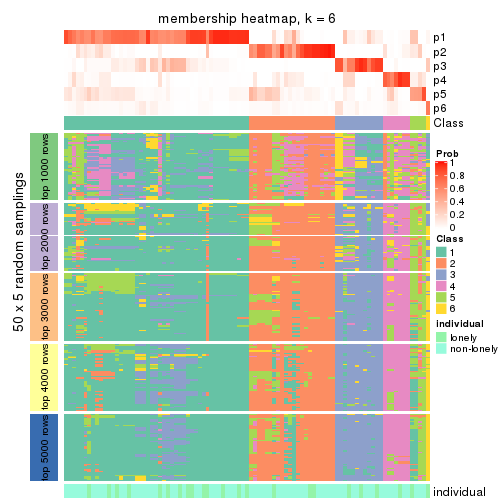 membership heatmap, k = 6
p1
p2
p3
p4
p5
p6
Class
50 x 5 random samplings
top 1000 rows
top 2000 rows
top 3000 rows
top 4000 rows
top 5000 rows
individual
Prob
1
0.8
0.6
0.4
0.2
0
Class
1
2
3
4
5
6
Individual
lonely
non-lonely